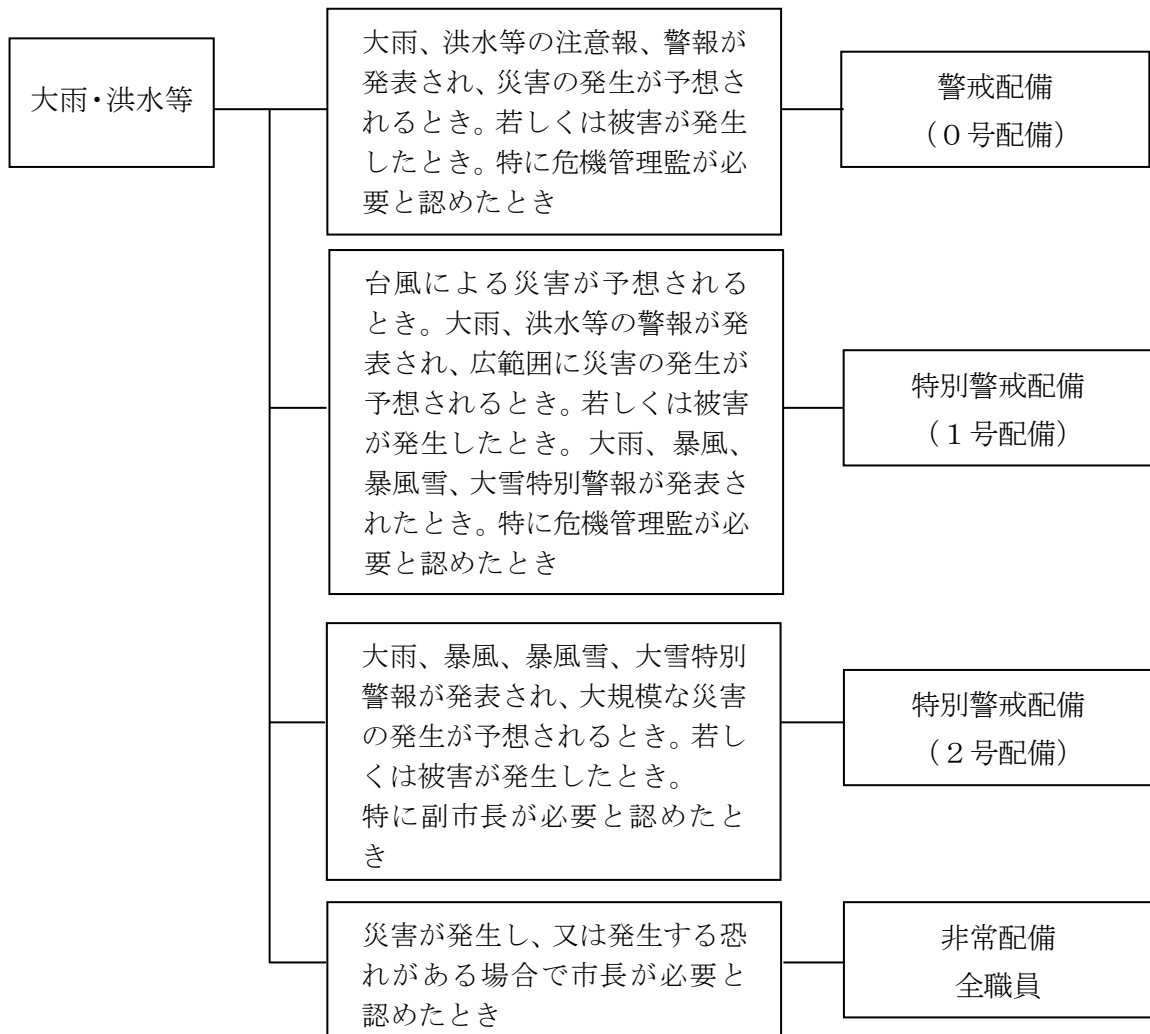 大雨・洪水等
大雨、洪水等の注意報、警報が
発表され、災害の発生が予想さ
れるとき。若しくは被害が発生
したとき。特に危機管理監が必
要と認めたとき
警戒配備
(0号配備)
台風による災害が予想される
とき。大雨、洪水等の警報が発
表され、広範囲に災害の発生が
予想されるとき。若しくは被害
が発生したとき。大雨、暴風、
暴風雪、大雪特別警報が発表さ
れたとき。特に危機管理監が必
要と認めたとき
特別警戒配備
(1号配備)
大雨、暴風、暴風雪、大雪特別
警報が発表され、大規模な災害
の発生が予想されるとき。若し
くは被害が発生したとき。
特に副市長が必要と認めたと
き
特別警戒配備
(2号配備)
災害が発生し、又は発生する恐
れがある場合で市長が必要と
認めたとき
非常配備
全職員